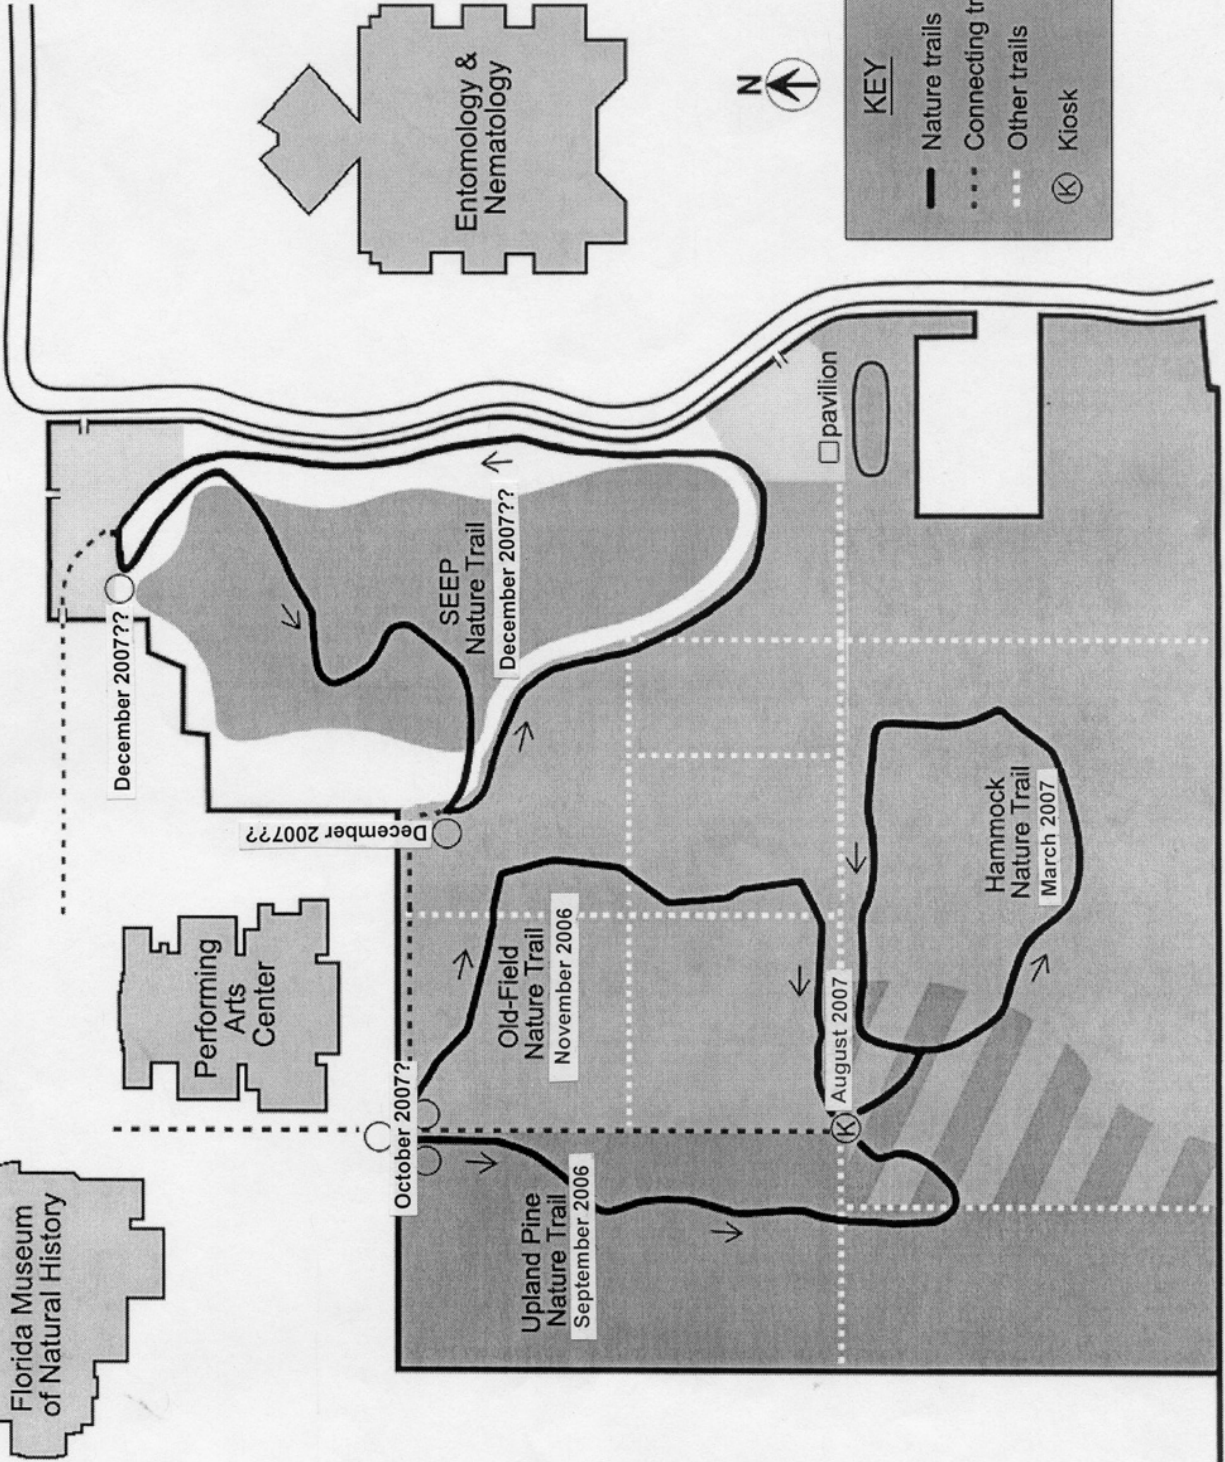 Florida Museum
of Natural History
Performing
Arts
Center
Entomology &
Nematology
N
KEY
Nature trails
Connecting tr
Other trails
K Kiosk
December 2007??
December 2007??
SEEP
Nature Trail
December 2007??
October 2007?
Old-Field
Nature Trail
November 2006
Upland Pine
Nature Trail
September 2006
pavilion
August 2007
K
Hammock
Nature Trail
March 2007